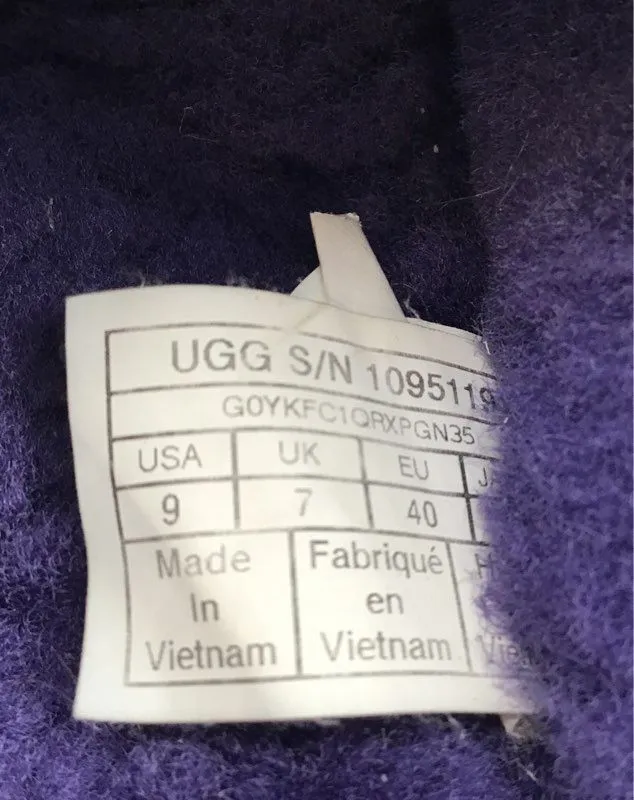 UGG S/N 1095119
G0YKFC1QRXPGN35
USA UK EU
9 7 40
Made Fabriqué
In en
Vietnam Vietnam